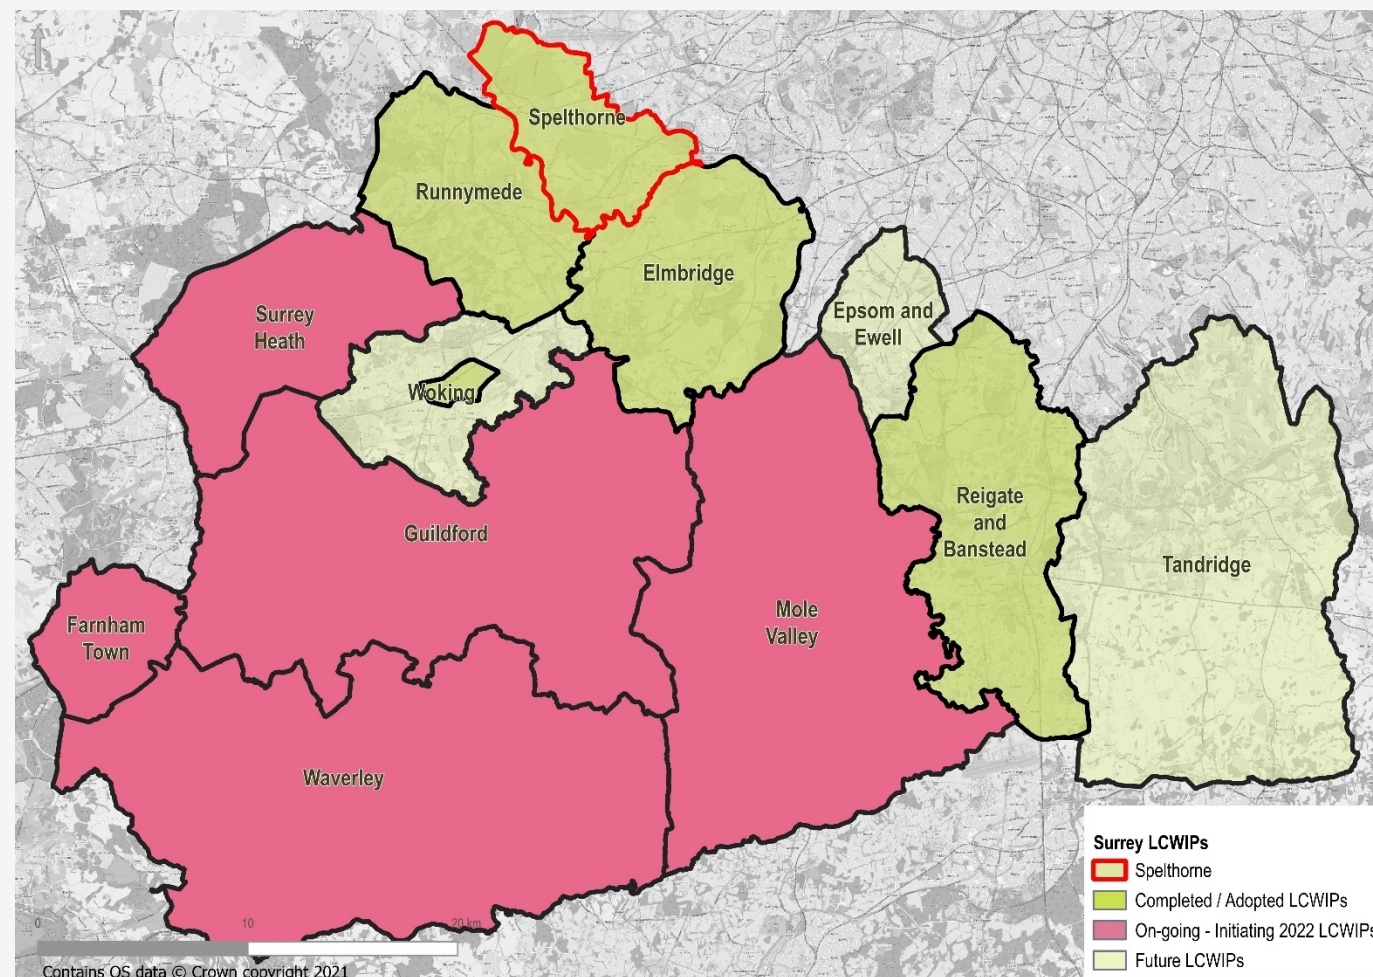 Spelthorne
Runnymede
Elmbridge
Surrey
Heath
Epsom and
Ewell
Woking
Reigate
and
Banstead
Guildford
Tandridge
Mole
Valley
Farnham
Town
Waverley
Surrey LCWIPs
Spelthorne
Completed / Adopted LCWIPs
On-going - Initiating 2022 LCWIPs
Future LCWIPs
0 10 20 km
Contains OS data © Crown copyright 2021